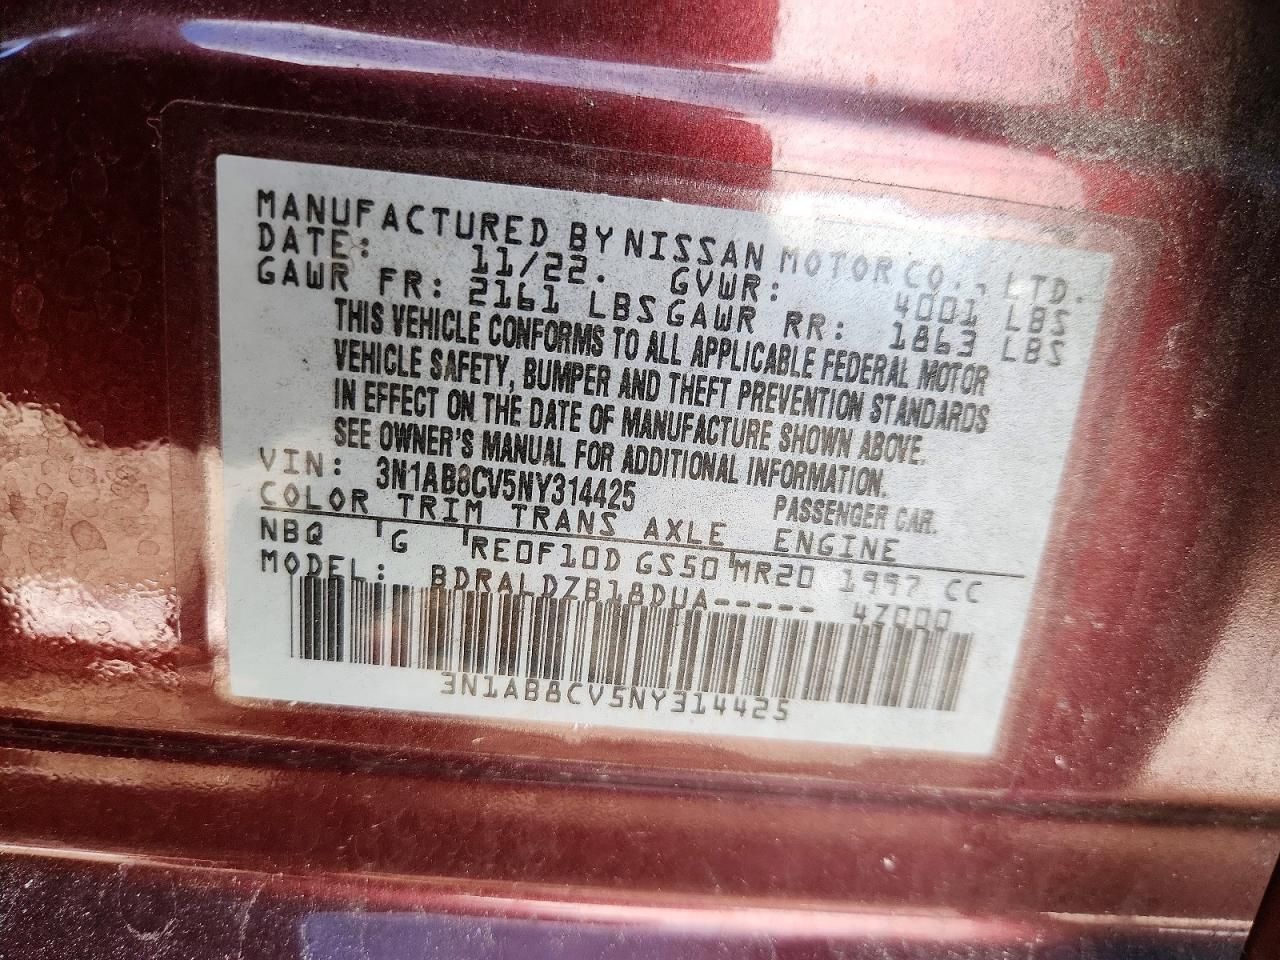 MANUFACTURED BY NISSAN MOTOR CO., LTD.
DATE: 11/22. GVWR: 4001 LBS
GAWR FR: 2161 LBS GAWR RR: 1863 LBS
THIS VEHICLE CONFORMS TO ALL APPLICABLE FEDERAL MOTOR
VEHICLE SAFETY, BUMPER AND THEFT PREVENTION STANDARDS
IN EFFECT ON THE DATE OF MANUFACTURE SHOWN ABOVE.
SEE OWNER'S MANUAL FOR ADDITIONAL INFORMATION.
VIN: 3N1AB8CV5NY314425 PASSENGER CAR.
COLOR TRIM TRANS AXLE ENGINE
NBQ G RE0F10D GS50 MR20 1997 CC
MODEL: BDRALDZB18DUA----- 4Z000
3N1AB8CV5NY314425